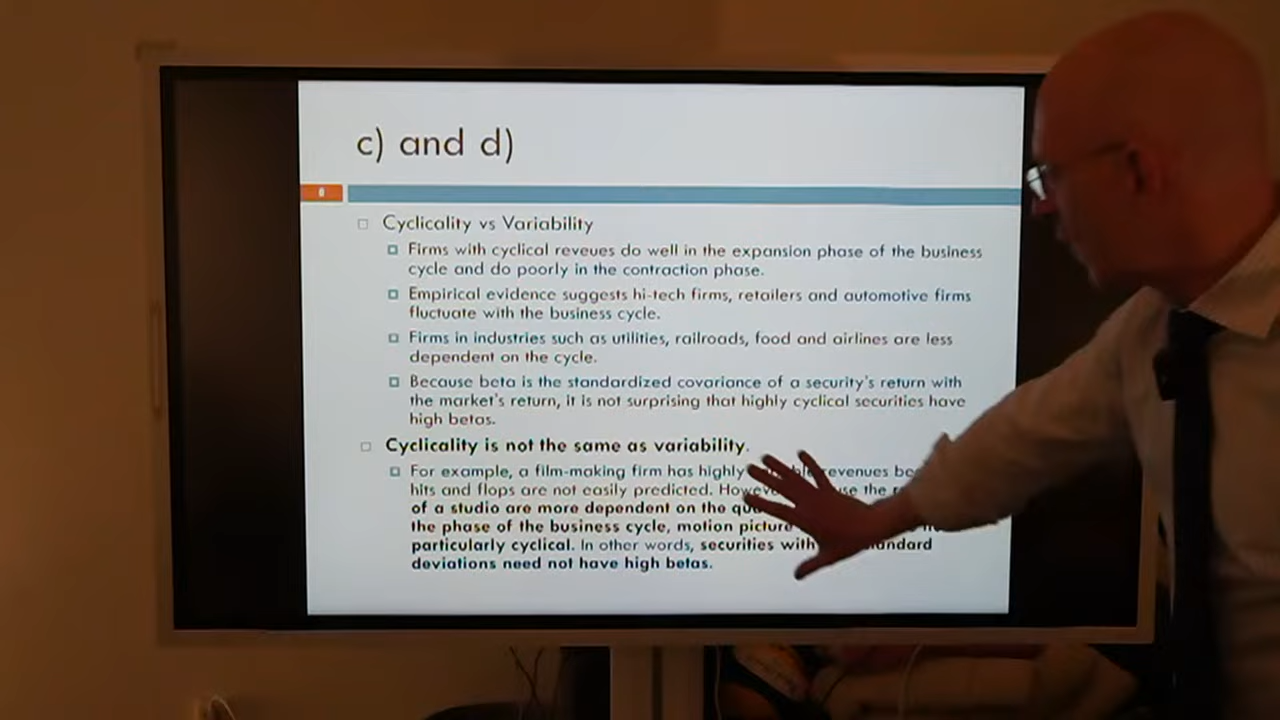 c) and d)
8
Cyclicality vs Variability
Firms with cyclical reveues do well in the expansion phase of the business
cycle and do poorly in the contraction phase.
Empirical evidence suggests hi-tech firms, retailers and automotive firms
fluctuate with the business cycle.
Firms in industries such as utilities, railroads, food and airlines are less
dependent on the cycle.
Because beta is the standardized covariance of a security's return with
the market's return, it is not surprising that highly cyclical securities have
high betas.
Cyclicality is not the same as variability.
For example, a film-making firm has highly revenues
hits and flops are not easily predicted. the
of a studio are more dependent on the
the phase of the business cycle, motion picture
particularly cyclical. In other words, securities with
deviations need not have high betas.